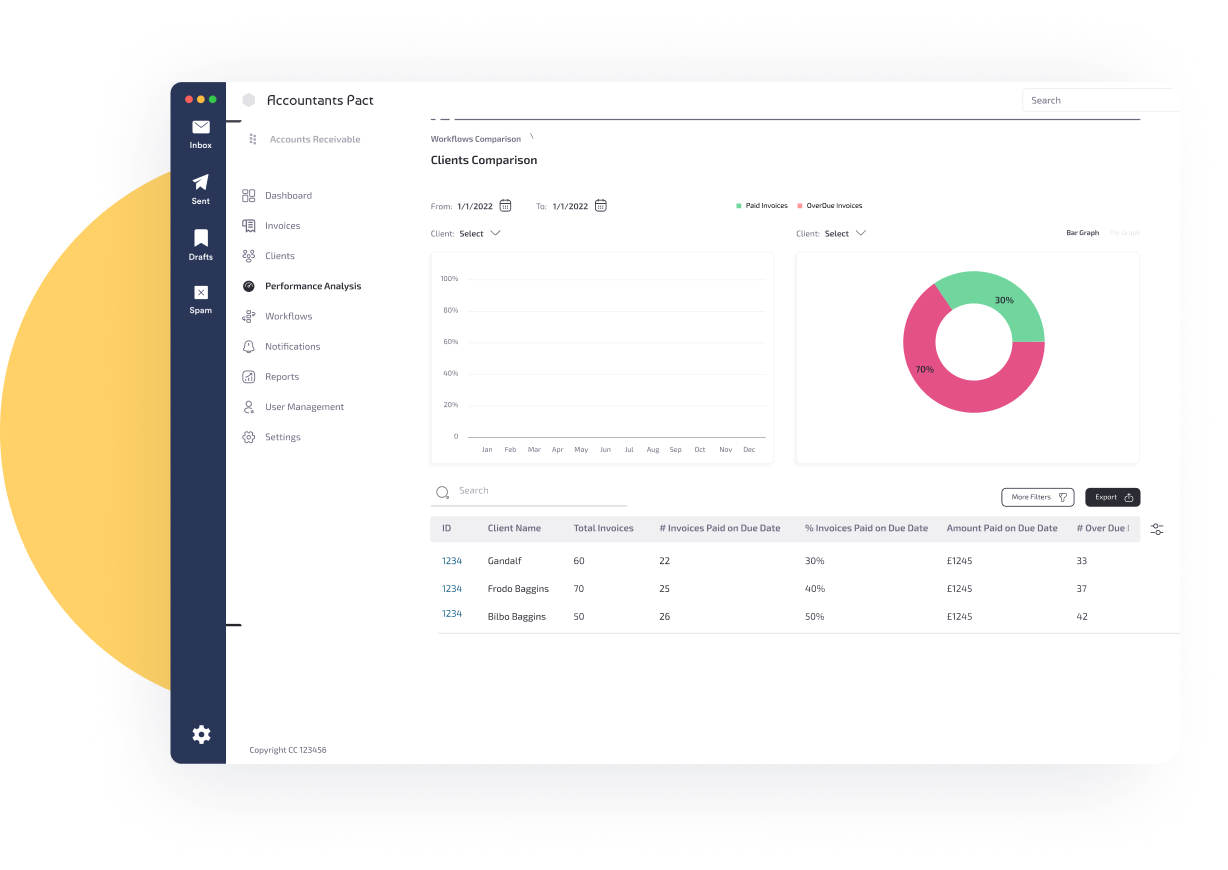 Accountants Pact
Search
Inbox
Sent
Drafts
Spam
Accounts Receivable
Dashboard
Invoices
Clients
Performance Analysis
Workflows
Notifications
Reports
User Management
Settings
Copyright CC 123456
Workflows Comparison \
Clients Comparison
From: 1/1/2022 To: 1/1/2022
Paid Invoices OverDue Invoices
Client: Select
Client: Select
Bar Graph Pie Graph
100%
80%
60%
40%
20%
0
Jan Feb Mar Apr May Jun Jul Aug Sep Oct Nov Dec
30%
70%
Search
More Filters Export
ID Client Name Total Invoices # Invoices Paid on Due Date % Invoices Paid on Due Date Amount Paid on Due Date # Over Due
1234 Gandalf 60 22 30% £1245 33
1234 Frodo Baggins 70 25 40% £1245 37
1234 Bilbo Baggins 50 26 50% £1245 42